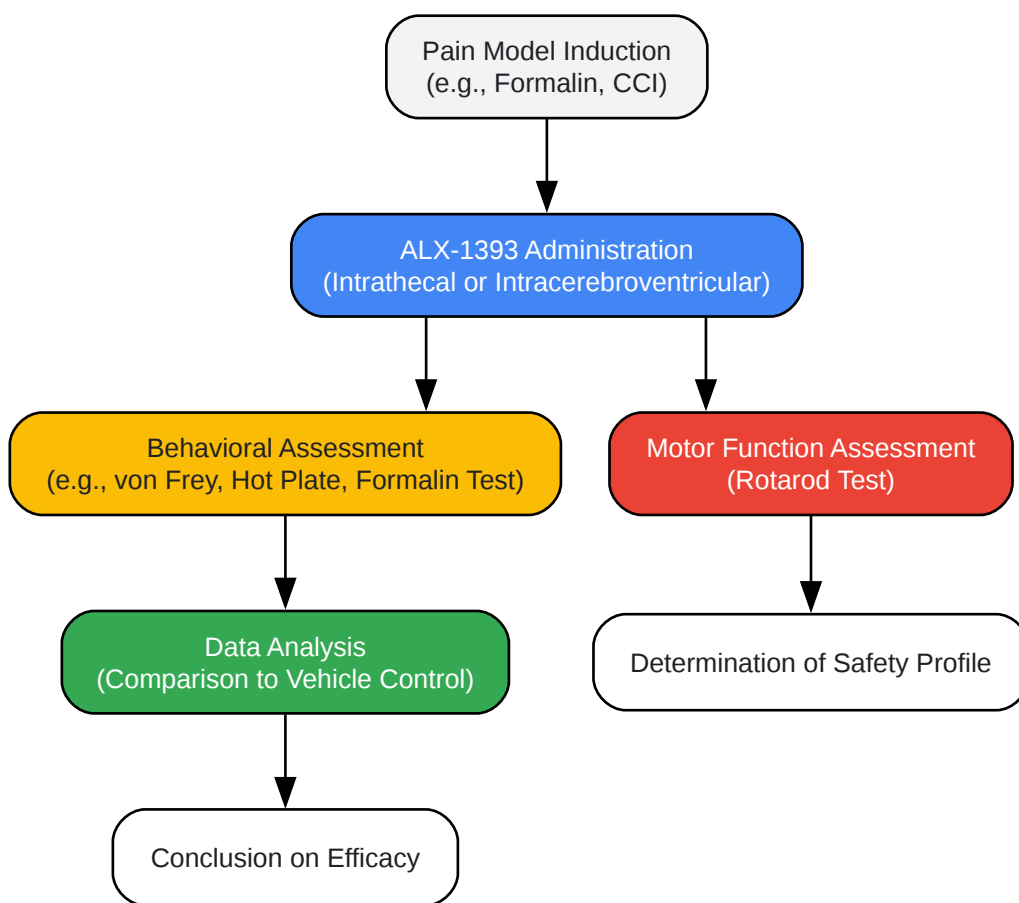 Pain Model Induction
(e.g., Formalin, CCI)
ALX-1393 Administration
(Intrathecal or Intracerebroventricular)
Behavioral Assessment
(e.g., von Frey, Hot Plate, Formalin Test)
Motor Function Assessment
(Rotarod Test)
Data Analysis
(Comparison to Vehicle Control)
Determination of Safety Profile
Conclusion on Efficacy